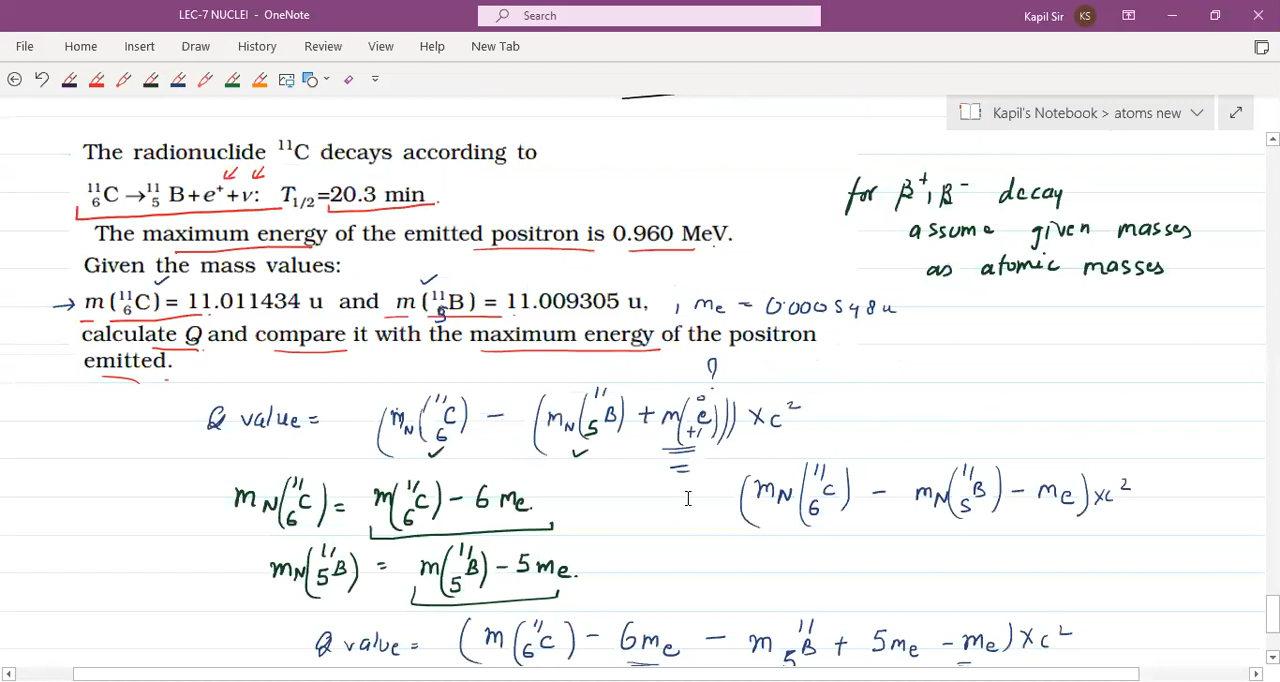 LEC-7 NUCLEI - OneNote
Search
Kapil Sir KS
File Home Insert Draw History Review View Help New Tab
Kapil's Notebook > atoms new
The radionuclide ¹¹C decays according to
¹¹₆C →¹¹₅ B+e⁺+ν: T₁/₂=20.3 min
for β⁺, β⁻ decay
assume given masses
as atomic masses
The maximum energy of the emitted positron is 0.960 MeV.
Given the mass values:
→ m (¹¹₆C) = 11.011434 u and m (¹¹₅B) = 11.009305 u, , me = 0.000548u
calculate Q and compare it with the maximum energy of the positron
emitted.
?
Q value = (mN(¹¹₆C) - (mN(¹¹₅B) + m(⁰₊₁e))) × c²
= (mN(¹¹₆C) - mN(¹¹₅B) - me) × c²
mN(¹¹₆C) = m(¹¹₆C) - 6 me.
mN(¹¹₅B) = m(¹¹₅B) - 5me.
Q value = (m(¹¹₆C) - 6me - m ¹¹₅B + 5me - me) × c²